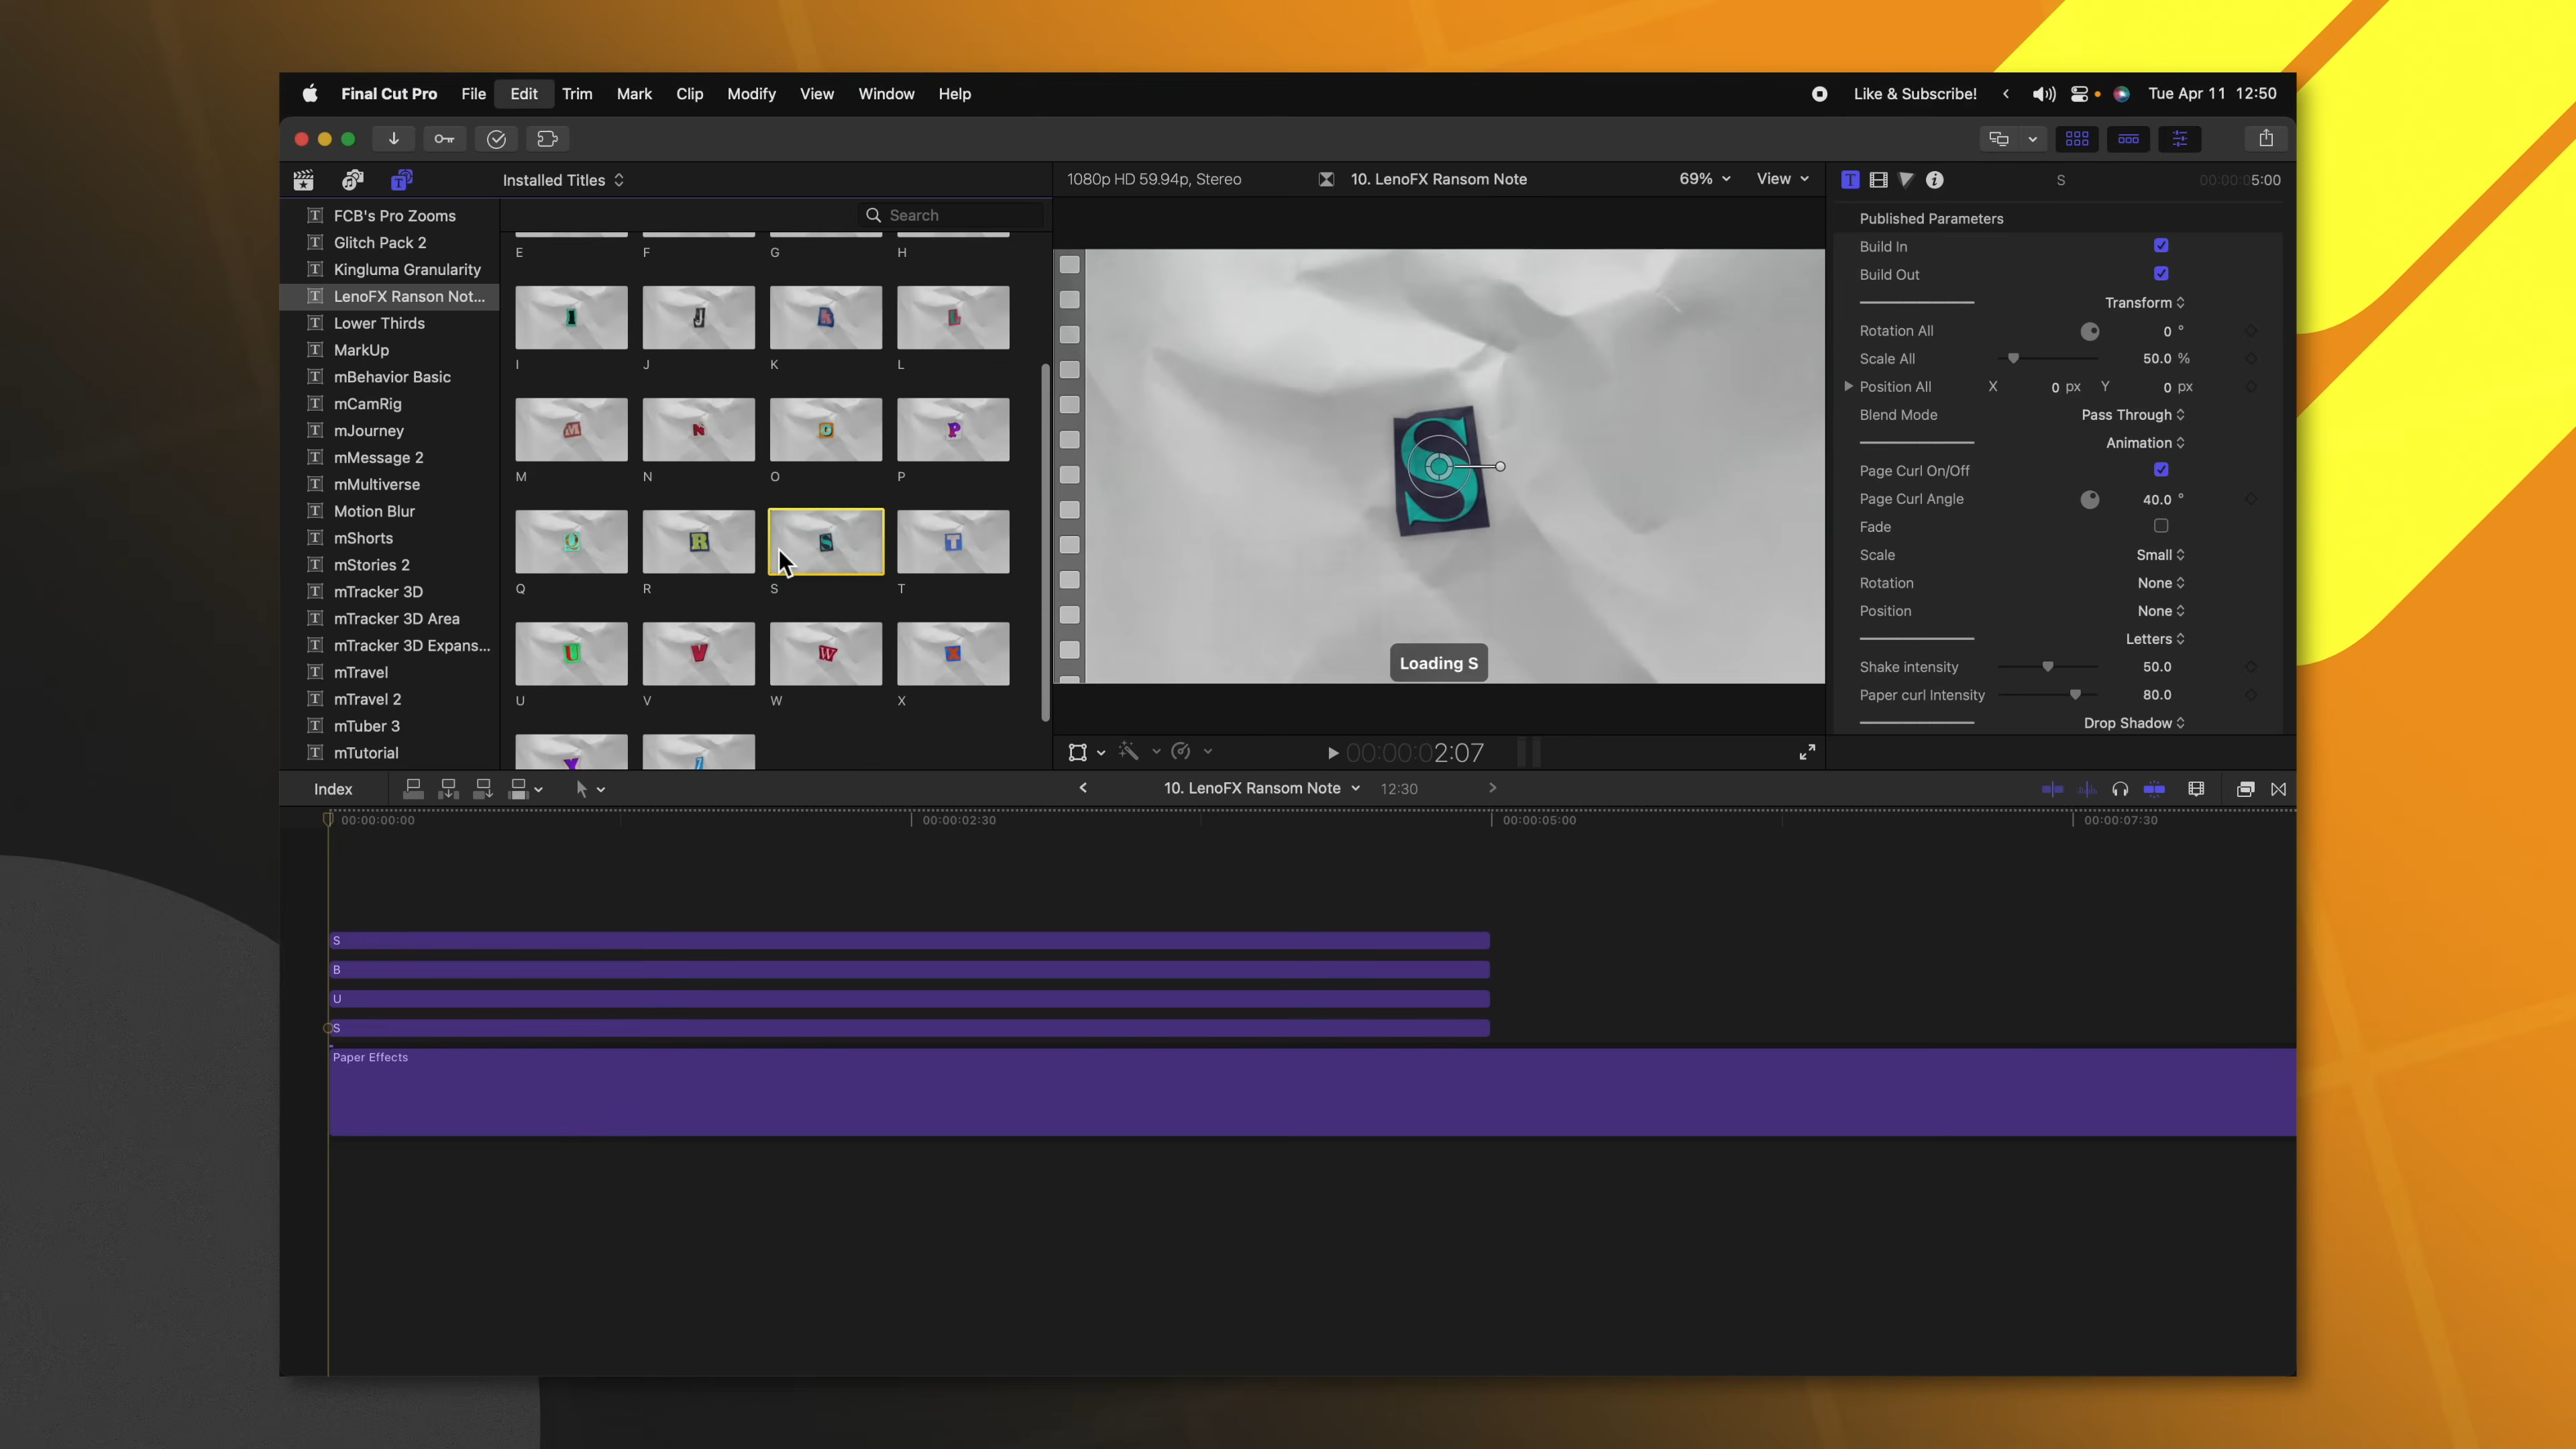 Final Cut Pro File Edit Trim Mark Clip Modify View Window Help
Like & Subscribe! Tue Apr 11 12:50
Installed Titles
Search
FCB's Pro Zooms
Glitch Pack 2
Kingluma Granularity
LenoFX Ranson Not...
Lower Thirds
MarkUp
mBehavior Basic
mCamRig
mJourney
mMessage 2
mMultiverse
Motion Blur
mShorts
mStories 2
mTracker 3D
mTracker 3D Area
mTracker 3D Expans...
mTravel
mTravel 2
mTuber 3
mTutorial
E F G H
I J K L
M N O P
Q R S T
U V W X
1080p HD 59.94p, Stereo
10. LenoFX Ransom Note
69% View
S
Loading S
00:00:02:07
S 00:00:05:00
Published Parameters
Build In
Build Out
Transform
Rotation All 0 °
Scale All 50.0 %
Position All X 0 px Y 0 px
Blend Mode Pass Through
Animation
Page Curl On/Off
Page Curl Angle 40.0 °
Fade
Scale Small
Rotation None
Position None
Letters
Shake intensity 50.0
Paper curl Intensity 80.0
Drop Shadow
Index
10. LenoFX Ransom Note 12:30
00:00:00:00 00:00:02:30 00:00:05:00 00:00:07:30
S
B
U
S
Paper Effects